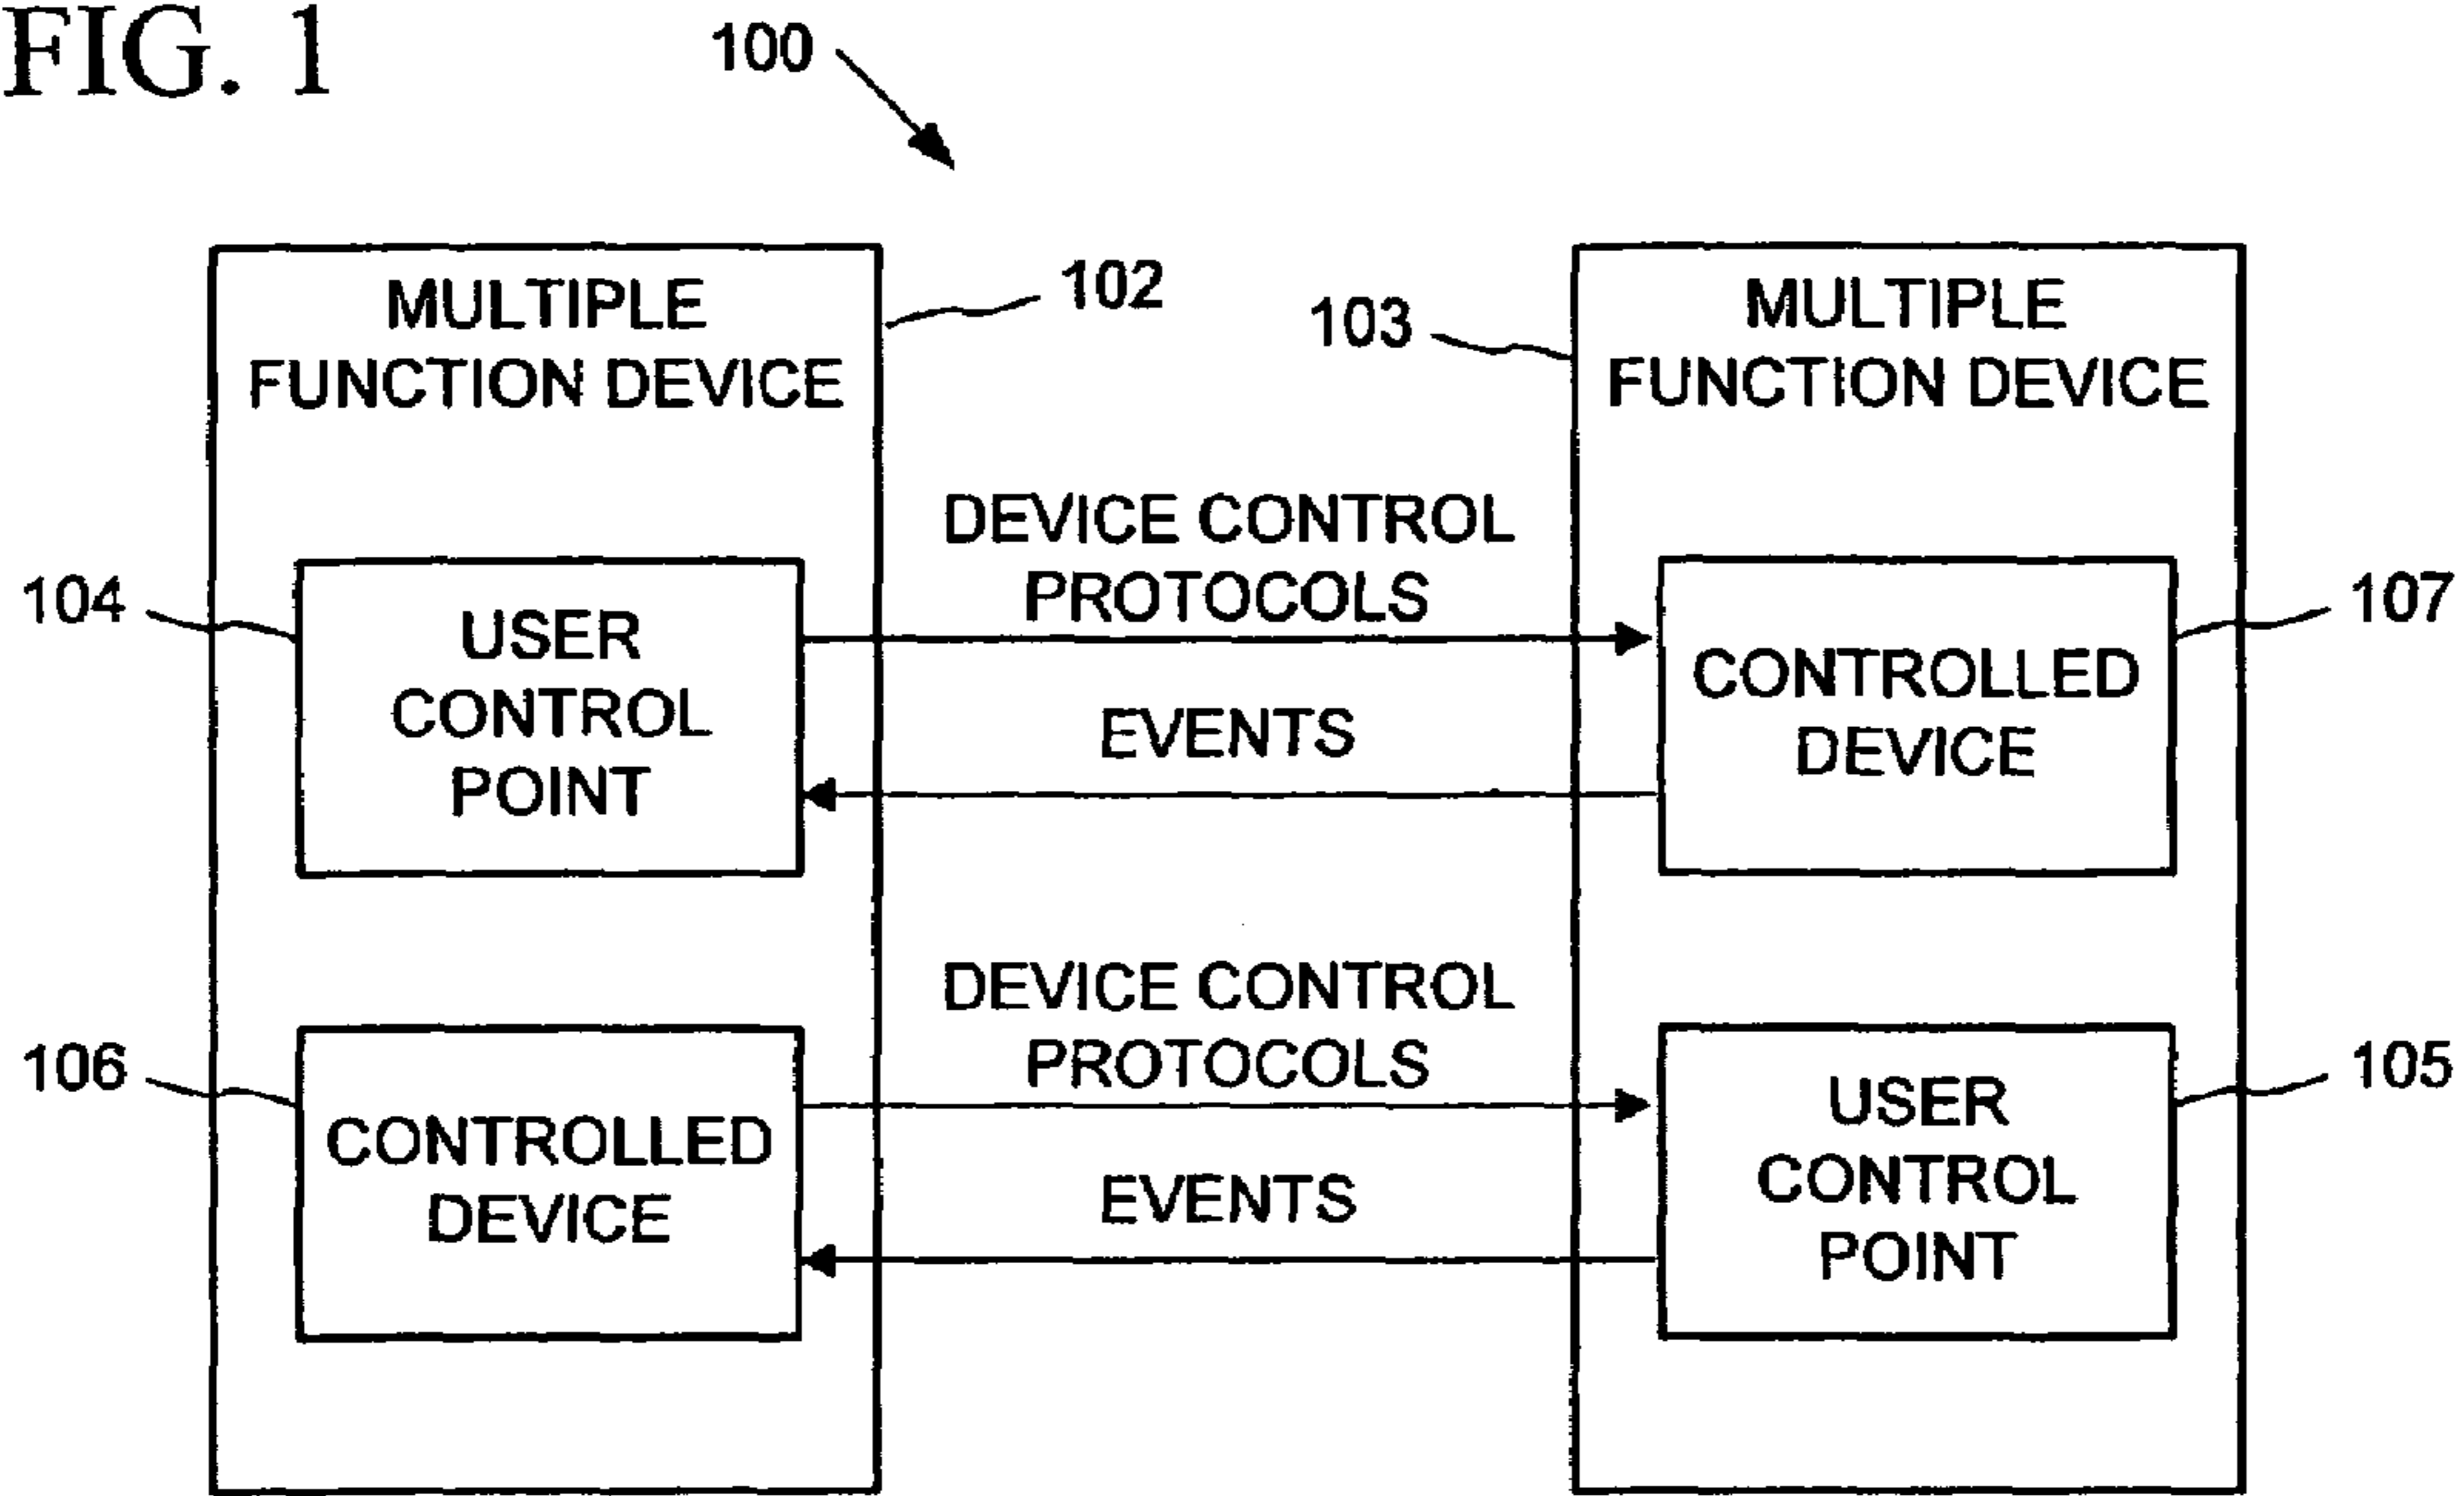 FIG. 1
100
MULTIPLE
FUNCTION DEVICE
102
103
MULTIPLE
FUNCTION DEVICE
DEVICE CONTROL
PROTOCOLS
104
USER
CONTROL
POINT
107
CONTROLLED
DEVICE
EVENTS
DEVICE CONTROL
PROTOCOLS
106
CONTROLLED
DEVICE
105
USER
CONTROL
POINT
EVENTS